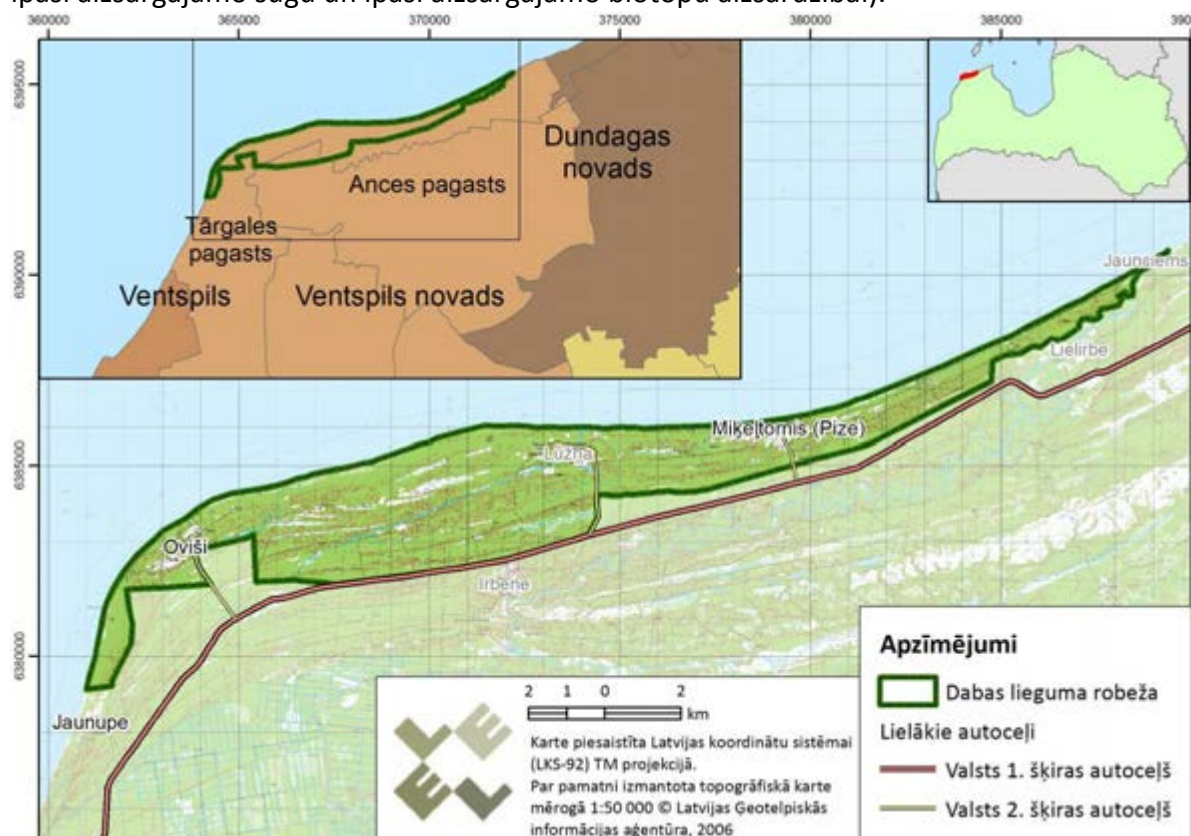 īpaši aizsargājamo sugu un īpaši aizsargājamo biotopu aizsardzībai).
360000 365000 370000 375000 380000 385000 390
6395000
6390000
6385000
6380000
Dundagas
novads
Ances pagasts
Tārgales
pagasts
Ventspils
Ventspils novads
Jaunciems
Lielirbe
Miķeļtornis (Pize)
Lūžņa
Oviši
Irbene
Jaunupe
2 1 0 2
km
Karte piesaistīta Latvijas koordinātu sistēmai
(LKS-92) TM projekcijā.
Par pamatni izmantota topogrāfiskā karte
mērogā 1:50 000 © Latvijas Ģeotelpiskās
informācijas aģentūra, 2006
Apzīmējumi
Dabas lieguma robeža
Lielākie autoceļi
Valsts 1. šķiras autoceļš
Valsts 2. šķiras autoceļš